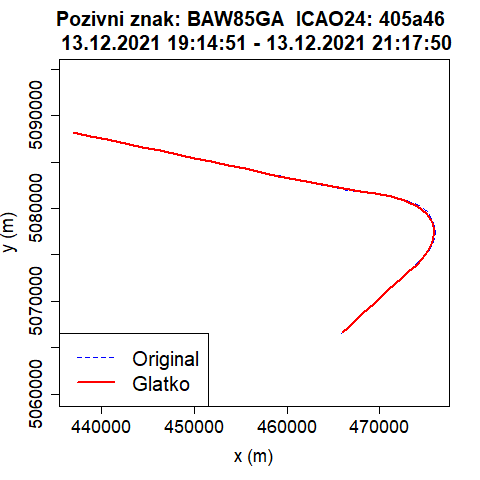 Pozivni znak: BAW85GA ICAO24: 405a46
13.12.2021 19:14:51 - 13.12.2021 21:17:50
y (m)
5090000
5080000
5070000
5060000
Original
Glatko
440000 450000 460000 470000
x (m)